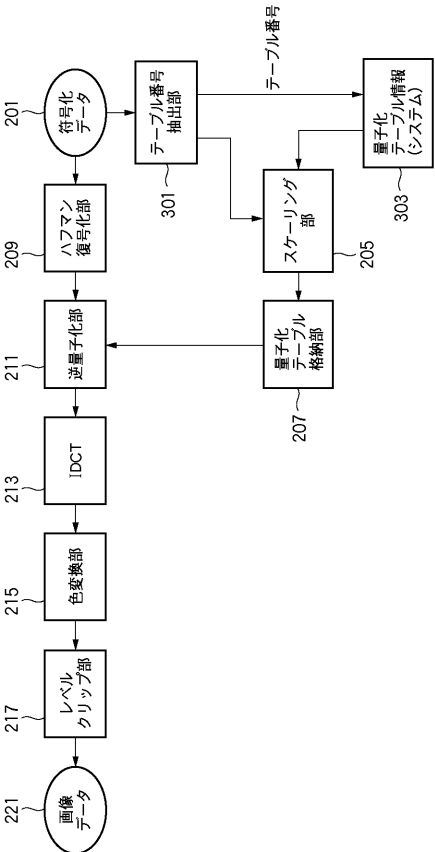 201
符号化
データ
209
ハフマン
復号化部
211
逆量子化部
213
IDCT
215
色変換部
217
レベル
クリップ部
221
画像
データ
301
テーブル番号
抽出部
テーブル番号
303
量子化
テーブル情報
(システム)
205
スケーリング
部
207
量子化
テーブル
格納部